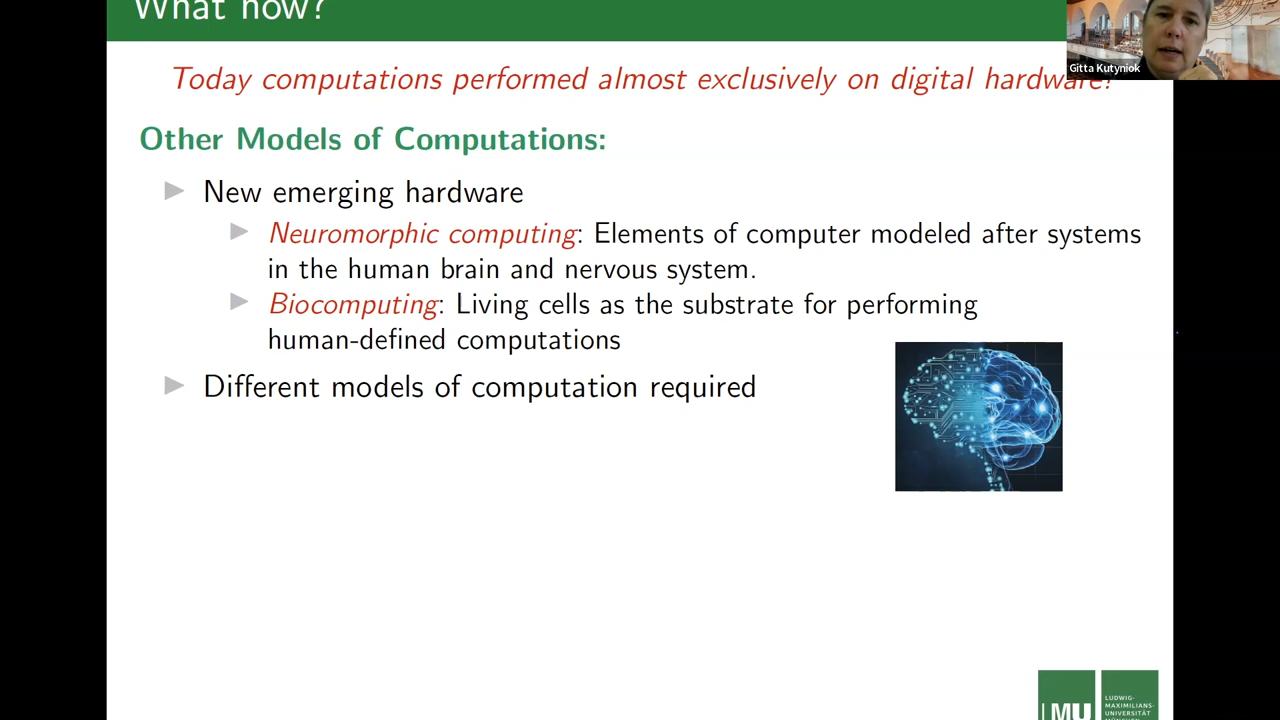 What now?
Gitta Kutyniok
Today computations performed almost exclusively on digital hardware!
Other Models of Computations:
New emerging hardware
Neuromorphic computing: Elements of computer modeled after systems
in the human brain and nervous system.
Biocomputing: Living cells as the substrate for performing
human-defined computations
Different models of computation required
LMU
LUDWIG-
MAXIMILIANS-
UNIVERSITÄT
MÜNCHEN